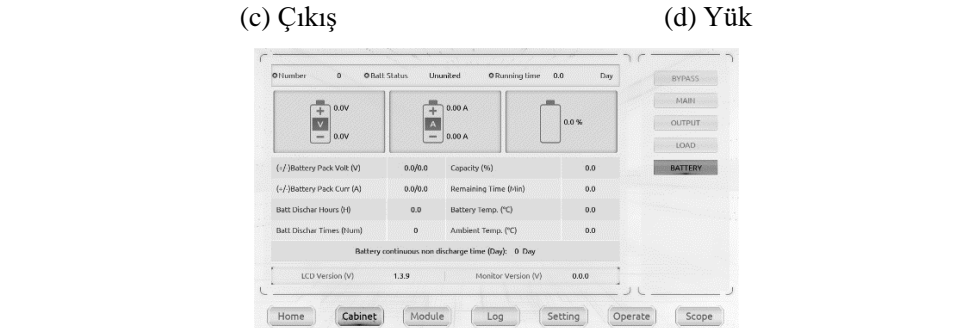 (c) Çıkış (d) Yük
Number 0 Batt Status Ununited Running time 0.0 Day
BYPASS
MAIN
OUTPUT
LOAD
BATTERY
+ 0.0V
V
− 0.0V
+ 0.00 A
A
− 0.00 A
0.0 %
(+/-)Battery Pack Volt (V) 0.0/0.0 Capacity (%) 0.0
(+/-)Battery Pack Curr (A) 0.0/0.0 Remaining Time (Min) 0.0
Batt Dischar Hours (H) 0.0 Battery Temp. (℃) 0.0
Batt Dischar Times (Num) 0 Ambient Temp. (℃) 0.0
Battery continuous non discharge time (Day): 0 Day
LCD Version (V) 1.3.9 Monitor Version (V) 0.0.0
Home Cabinet Module Log Setting Operate Scope